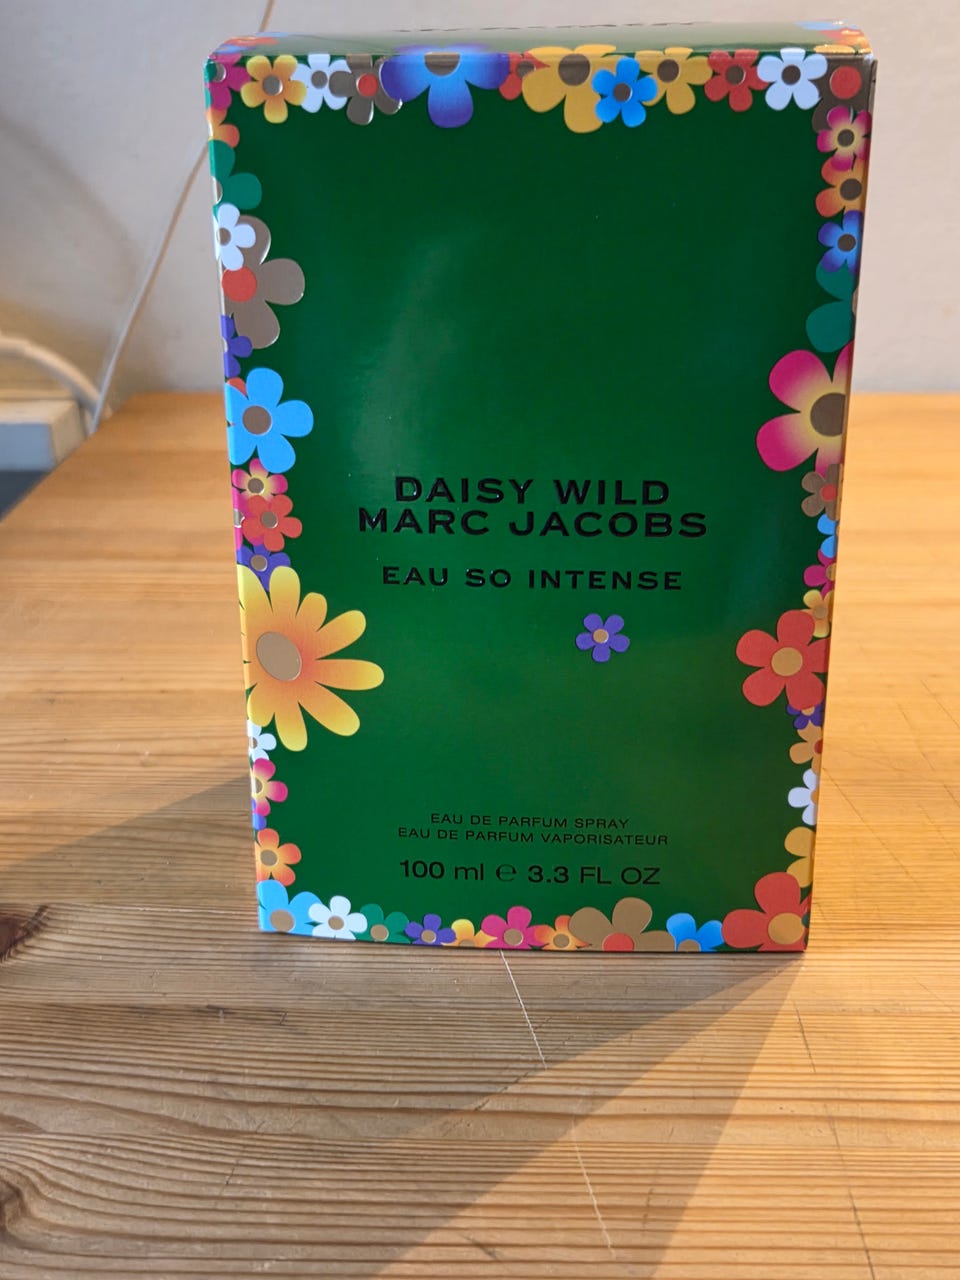 DAISY WILD
MARC JACOBS
EAU SO INTENSE
EAU DE PARFUM SPRAY
EAU DE PARFUM VAPORISATEUR
100 ml ℮ 3.3 FL OZ